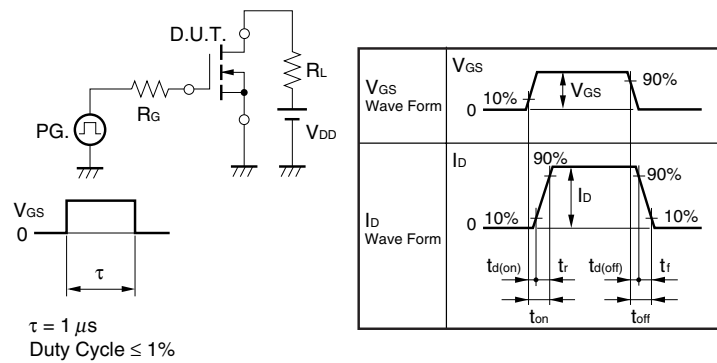 D.U.T.
RL
RG
PG.
VDD
VGS
0
τ
τ = 1 μs
Duty Cycle ≤ 1%
VGS
Wave Form
VGS
10%
0
VGS
90%
ID
Wave Form
ID
90%
90%
10%
0
ID
10%
td(on)
tr
td(off)
tf
ton
toff